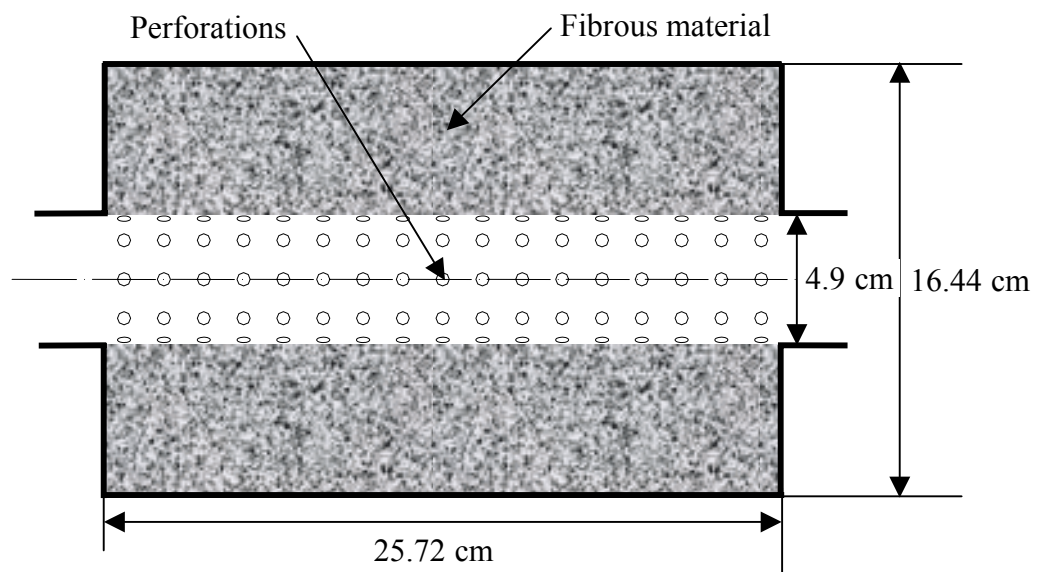 Perforations
Fibrous material
4.9 cm
16.44 cm
25.72 cm